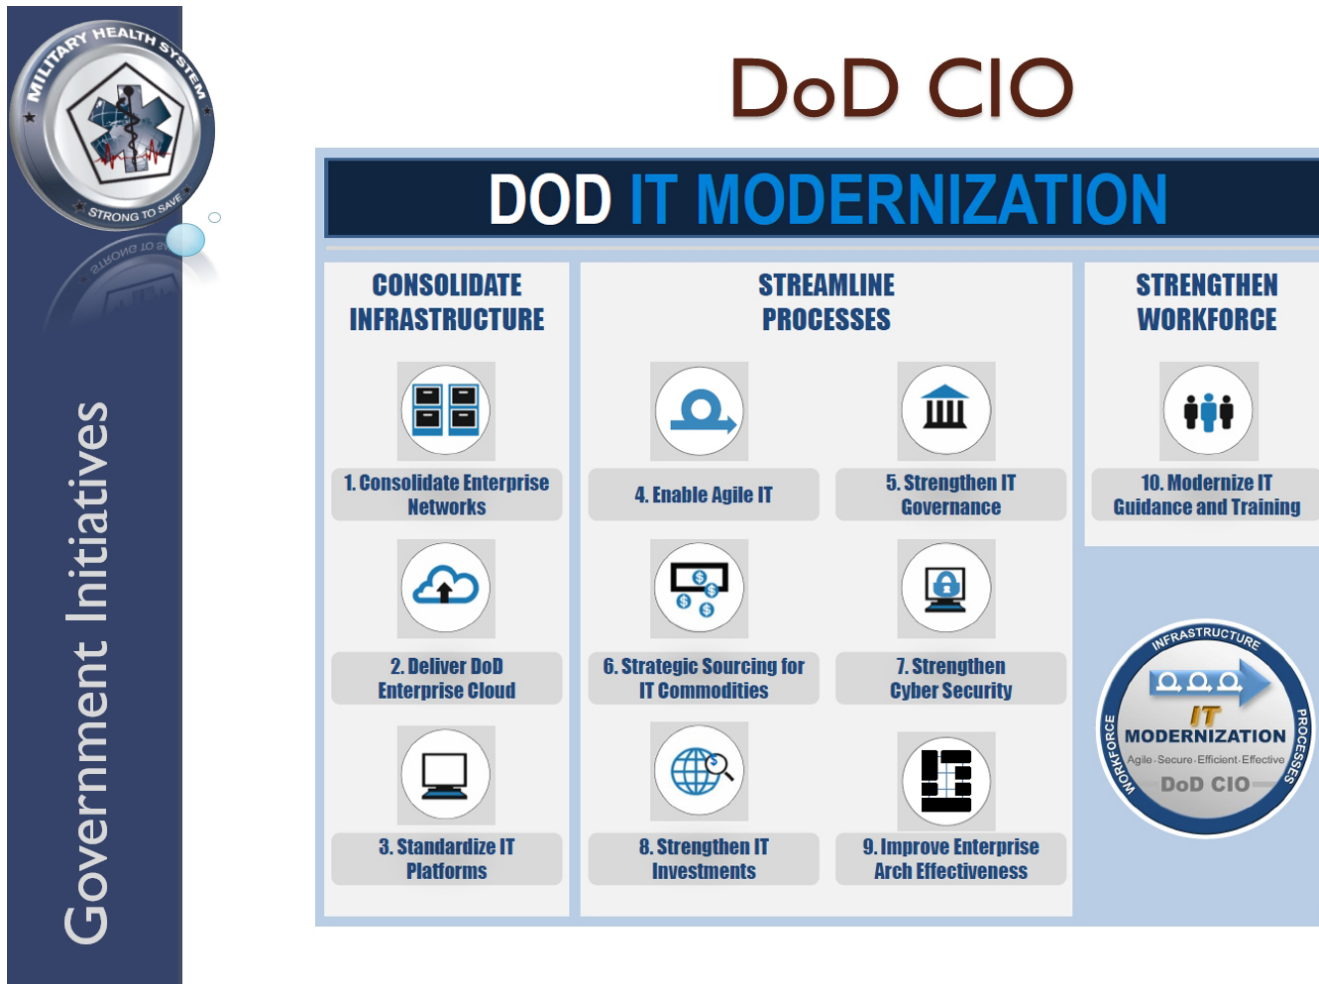 MILITARY HEALTH SYSTEM
STRONG TO SAVE
STRONG TO SA
Government Initiatives
DoD CIO
DOD IT MODERNIZATION
CONSOLIDATE
INFRASTRUCTURE
1. Consolidate Enterprise
Networks
2. Deliver DoD
Enterprise Cloud
3. Standardize IT
Platforms
STREAMLINE
PROCESSES
4. Enable Agile IT
5. Strengthen IT
Governance
6. Strategic Sourcing for
IT Commodities
7. Strengthen
Cyber Security
8. Strengthen IT
Investments
9. Improve Enterprise
Arch Effectiveness
STRENGTHEN
WORKFORCE
10. Modernize IT
Guidance and Training
INFRASTRUCTURE
WORKFORCE
PROCESSES
IT
MODERNIZATION
Agile - Secure - Efficient - Effective
DoD CIO